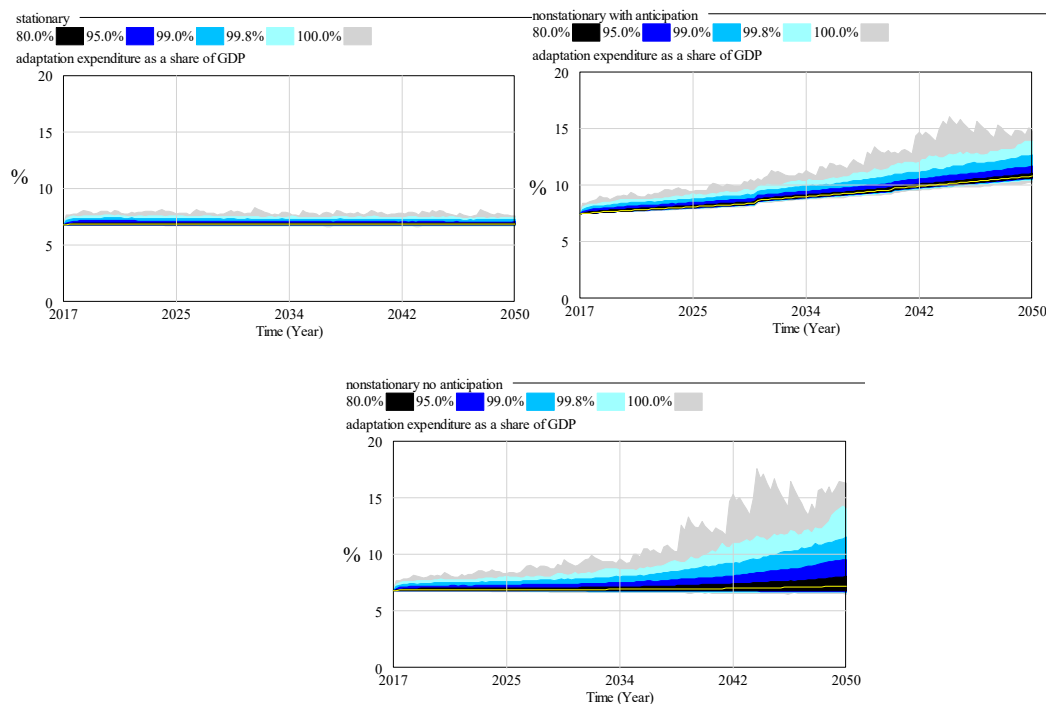 stationary
80.0% 95.0% 99.0% 99.8% 100.0%
adaptation expenditure as a share of GDP
20
15
%
10
5
0
2017 2025 2034 2042 2050
Time (Year)
nonstationary with anticipation
80.0% 95.0% 99.0% 99.8% 100.0%
adaptation expenditure as a share of GDP
20
15
%
10
5
0
2017 2025 2034 2042 2050
Time (Year)
nonstationary no anticipation
80.0% 95.0% 99.0% 99.8% 100.0%
adaptation expenditure as a share of GDP
20
15
%
10
5
0
2017 2025 2034 2042 2050
Time (Year)